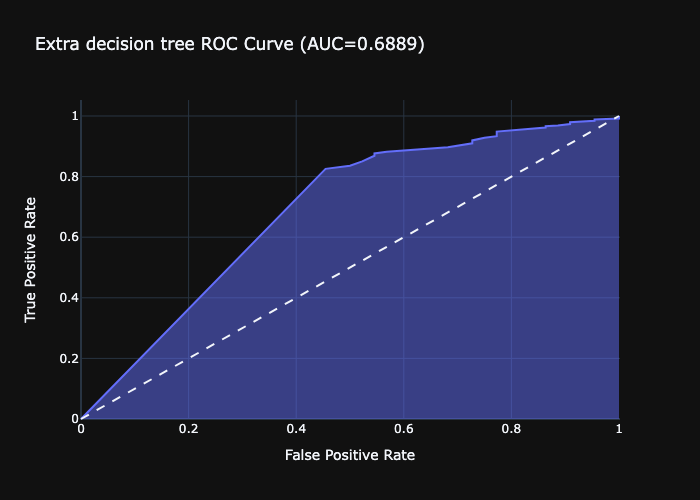 Extra decision tree ROC Curve (AUC=0.6889)
True Positive Rate
1
0.8
0.6
0.4
0.2
0
0 0.2 0.4 0.6 0.8 1
False Positive Rate